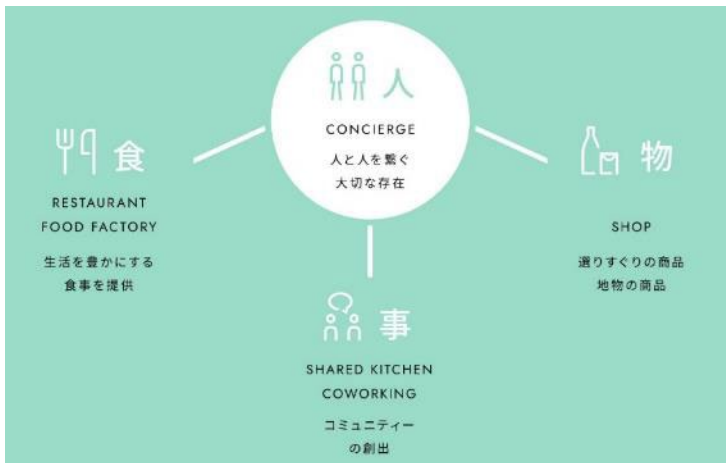 人
CONCIERGE
人と人を繋ぐ
大切な存在
食
RESTAURANT
FOOD FACTORY
生活を豊かにする
食事を提供
物
SHOP
選りすぐりの商品
地物の商品
事
SHARED KITCHEN
COWORKING
コミュニティー
の創出